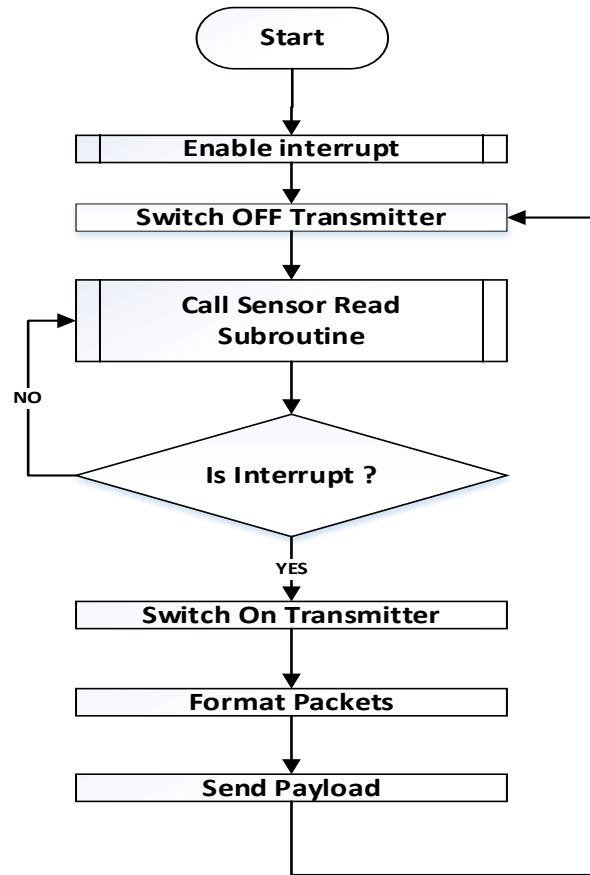 Start
Enable interrupt
Switch OFF Transmitter
Call Sensor Read
Subroutine
NO
Is Interrupt ?
YES
Switch On Transmitter
Format Packets
Send Payload